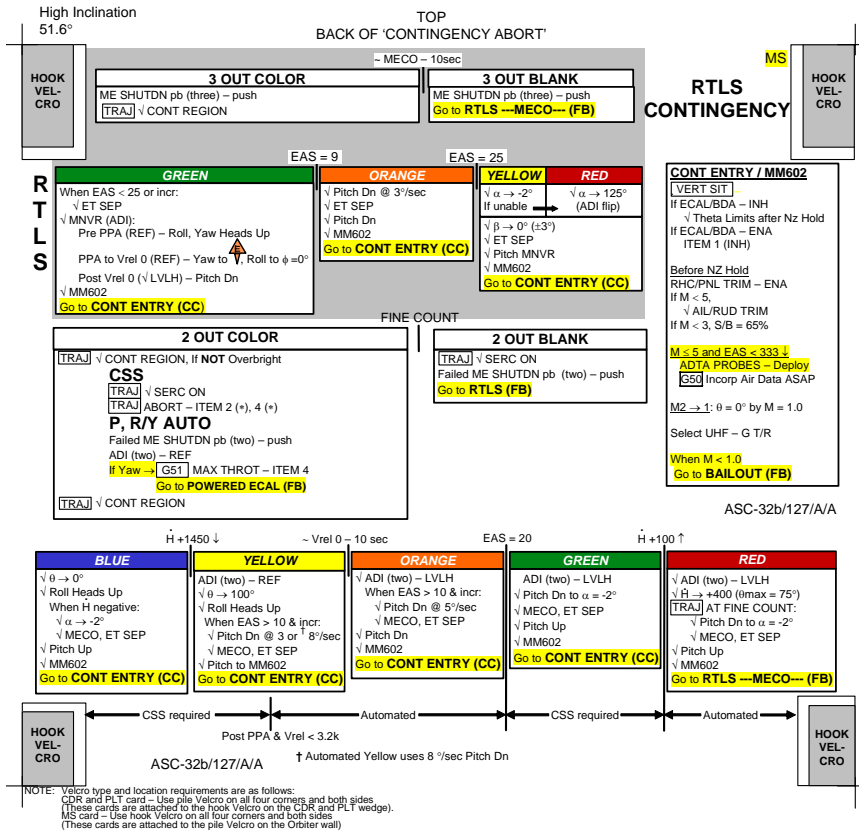 High Inclination
51.6°
TOP
BACK OF 'CONTINGENCY ABORT'
MS
HOOK
VEL-
CRO
HOOK
VEL-
CRO
RTLS
CONTINGENCY
~ MECO – 10sec
3 OUT COLOR
ME SHUTDN pb (three) – push
TRAJ √ CONT REGION
3 OUT BLANK
ME SHUTDN pb (three) – push
Go to RTLS ---MECO--- (FB)
R
T
L
S
EAS = 9
EAS = 25
GREEN
When EAS < 25 or incr:
√ ET SEP
√ MNVR (ADI):
Pre PPA (REF) – Roll, Yaw Heads Up
PPA to Vrel 0 (REF) – Yaw to E, Roll to ϕ =0°
Post Vrel 0 (√ LVLH) – Pitch Dn
√ MM602
Go to CONT ENTRY (CC)
ORANGE
√ Pitch Dn @ 3°/sec
√ ET SEP
√ Pitch Dn
√ MM602
Go to CONT ENTRY (CC)
YELLOW
√ α → -2°
If unable
RED
√ α → 125°
(ADI flip)
√ β → 0° (±3°)
√ ET SEP
√ Pitch MNVR
√ MM602
Go to CONT ENTRY (CC)
CONT ENTRY / MM602
VERT SIT
If ECAL/BDA – INH
√ Theta Limits after Nz Hold
If ECAL/BDA – ENA
ITEM 1 (INH)
Before NZ Hold
RHC/PNL TRIM – ENA
If M < 5,
√ AIL/RUD TRIM
If M < 3, S/B = 65%
M ≤ 5 and EAS < 333 ↓
ADTA PROBES – Deploy
G50 Incorp Air Data ASAP
M2 → 1: θ = 0° by M = 1.0
Select UHF – G T/R
When M < 1.0
Go to BAILOUT (FB)
ASC-32b/127/A/A
FINE COUNT
2 OUT COLOR
TRAJ √ CONT REGION, If NOT Overbright
CSS
TRAJ √ SERC ON
TRAJ ABORT – ITEM 2 (∗), 4 (∗)
P, R/Y AUTO
Failed ME SHUTDN pb (two) – push
ADI (two) – REF
If Yaw → G51 MAX THROT – ITEM 4
Go to POWERED ECAL (FB)
TRAJ √ CONT REGION
2 OUT BLANK
TRAJ √ SERC ON
Failed ME SHUTDN pb (two) – push
Go to RTLS (FB)
Ḣ +1450 ↓
~ Vrel 0 – 10 sec
EAS = 20
Ḣ +100 ↑
BLUE
√ θ → 0°
√ Roll Heads Up
When Ḣ negative:
√ α → -2°
√ MECO, ET SEP
√ Pitch Up
√ MM602
Go to CONT ENTRY (CC)
YELLOW
ADI (two) – REF
√ θ → 100°
√ Roll Heads Up
When EAS > 10 & incr:
√ Pitch Dn @ 3 or † 8°/sec
√ MECO, ET SEP
√ Pitch to MM602
Go to CONT ENTRY (CC)
ORANGE
√ ADI (two) – LVLH
When EAS > 10 & incr:
√ Pitch Dn @ 5°/sec
√ MECO, ET SEP
√ Pitch Dn
√ MM602
Go to CONT ENTRY (CC)
GREEN
ADI (two) – LVLH
√ Pitch Dn to α = -2°
√ MECO, ET SEP
√ Pitch Up
√ MM602
Go to CONT ENTRY (CC)
RED
√ ADI (two) – LVLH
√ Ḣ → +400 (θmax = 75°)
TRAJ AT FINE COUNT:
√ Pitch Dn to α = -2°
√ MECO, ET SEP
√ Pitch Up
√ MM602
Go to RTLS ---MECO--- (FB)
CSS required
Automated
CSS required
Automated
HOOK
VEL-
CRO
HOOK
VEL-
CRO
Post PPA & Vrel < 3.2k
ASC-32b/127/A/A
† Automated Yellow uses 8 °/sec Pitch Dn
NOTE: Velcro type and location requirements are as follows:
CDR and PLT card – Use pile Velcro on all four corners and both sides
(These cards are attached to the hook Velcro on the CDR and PLT wedge).
MS card – Use hook Velcro on all four corners and both sides
(These cards are attached to the pile Velcro on the Orbiter wall)